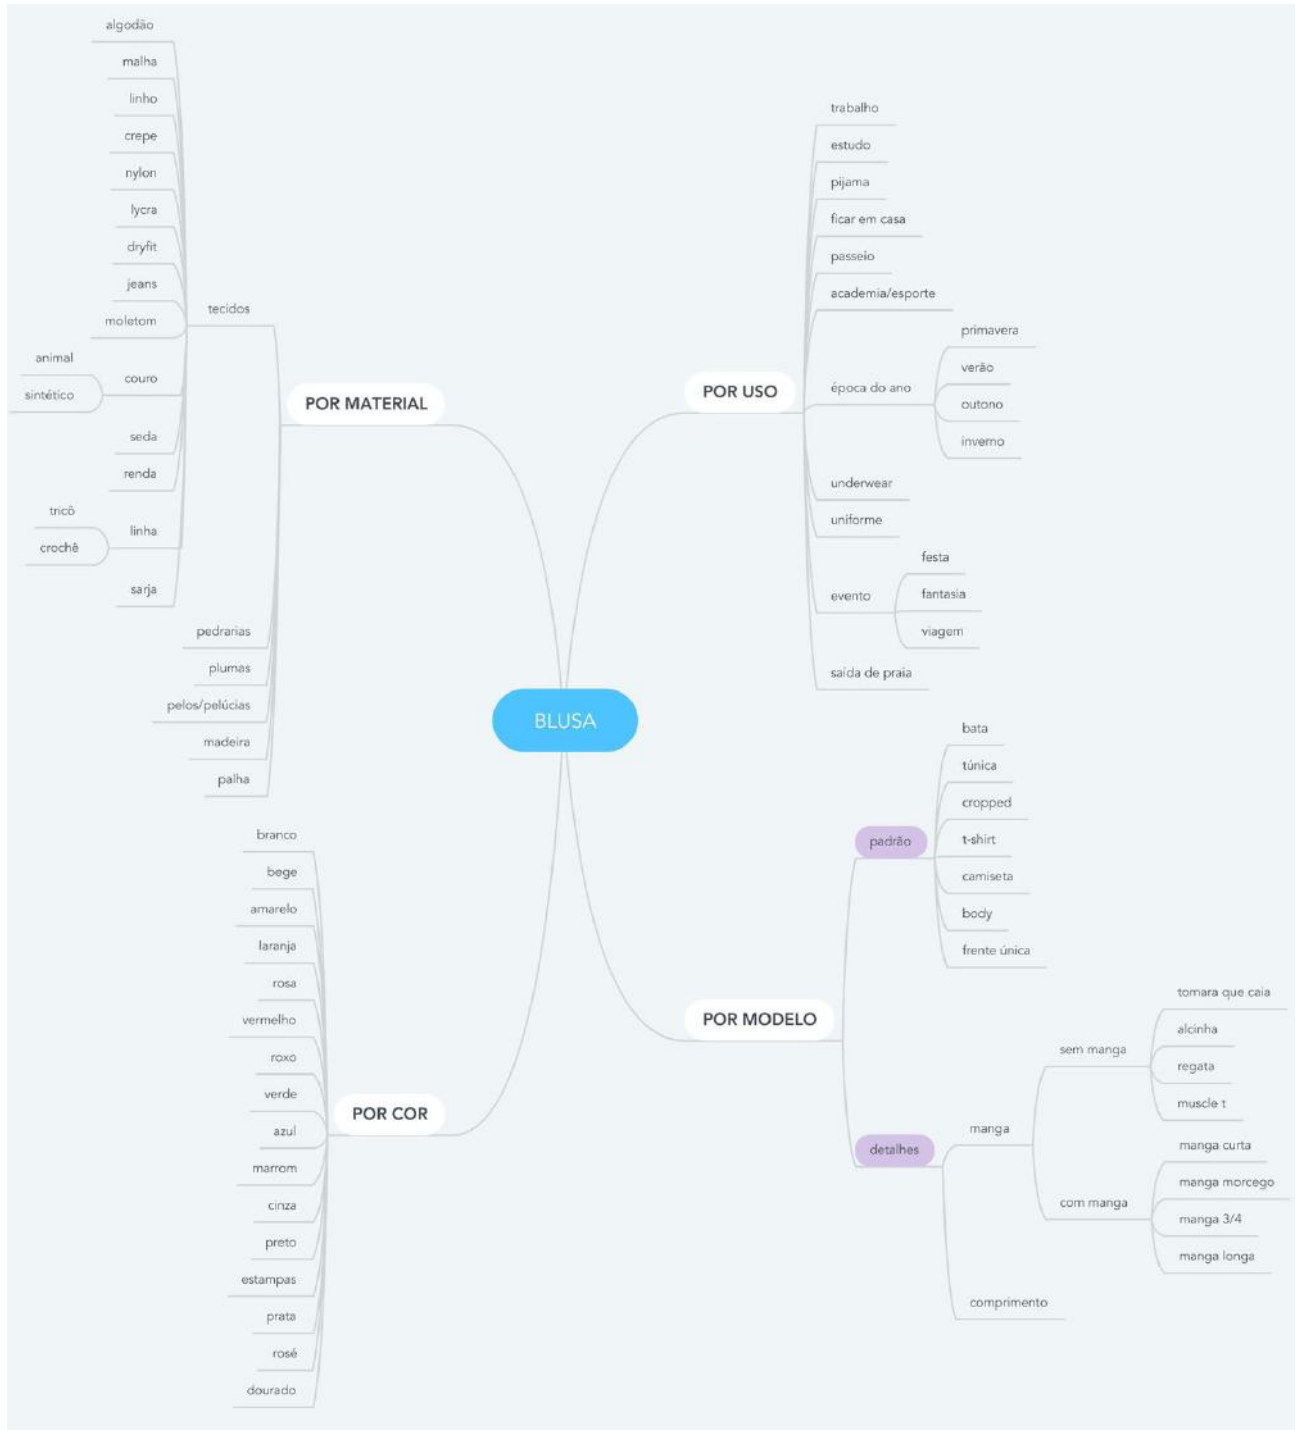 BLUSA
POR MATERIAL
tecidos
algodão
malha
linho
crepe
nylon
lycra
dryfit
jeans
moletom
couro
animal
sintético
seda
renda
linha
tricô
crochê
sarja
pedrarias
plumas
pelos/pelúcias
madeira
palha
POR COR
branco
bege
amarelo
laranja
rosa
vermelho
roxo
verde
azul
marrom
cinza
preto
estampas
prata
rosé
dourado
POR USO
trabalho
estudo
pijama
ficar em casa
passeio
academia/esporte
época do ano
primavera
verão
outono
inverno
underwear
uniforme
evento
festa
fantasia
viagem
saída de praia
POR MODELO
padrão
bata
túnica
cropped
t-shirt
camiseta
body
frente única
detalhes
manga
sem manga
tomara que caia
alcinha
regata
muscle t
com manga
manga curta
manga morcego
manga 3/4
manga longa
comprimento